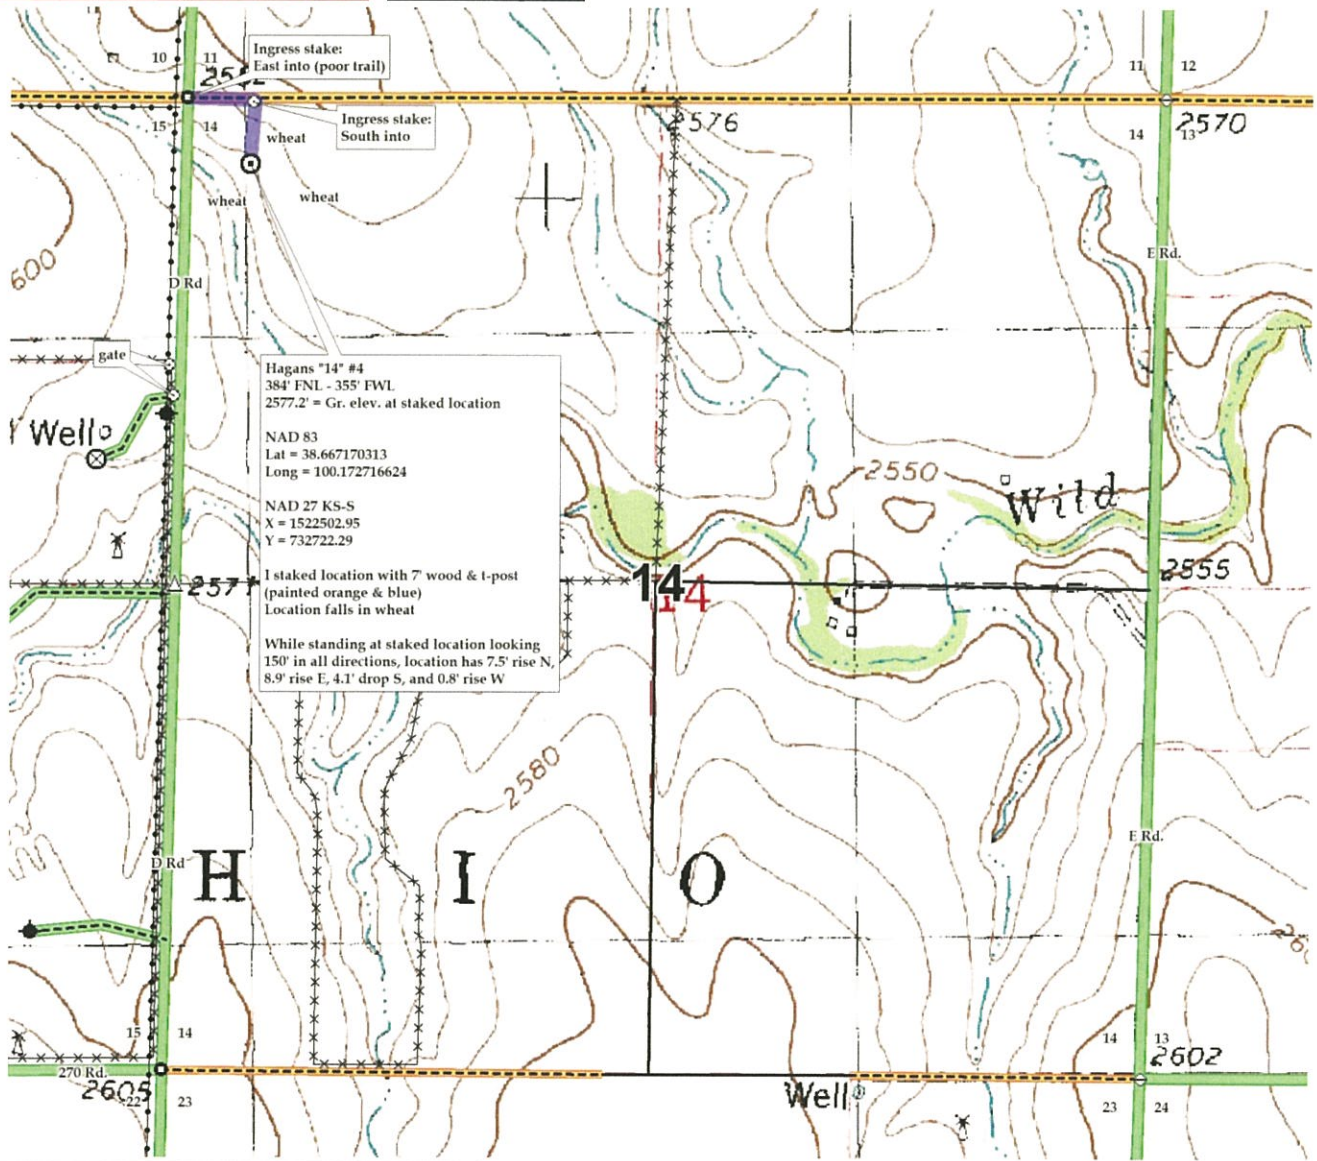 10
11
Ingress stake:
East into (poor trail)
11
12
15
14
Ingress stake:
South into
wheat
2576
14
13
2570
wheat
wheat
600
D Rd
E Rd.
gate
Well
Hagans "14" #4
384' FNL - 355' FWL
2577.2' = Gr. elev. at staked location
NAD 83
Lat = 38.667170313
Long = 100.172716624
NAD 27 KS-S
X = 1522502.95
Y = 732722.29
I staked location with 7' wood & t-post
(painted orange & blue)
Location falls in wheat
While standing at staked location looking
150' in all directions, location has 7.5' rise N,
8.9' rise E, 4.1' drop S, and 0.8' rise W
2550
Wild
2555
14
14
2580
D Rd
H I O
E Rd.
15
14
14
13
2602
270 Rd.
2605
22
23
Well
23
24